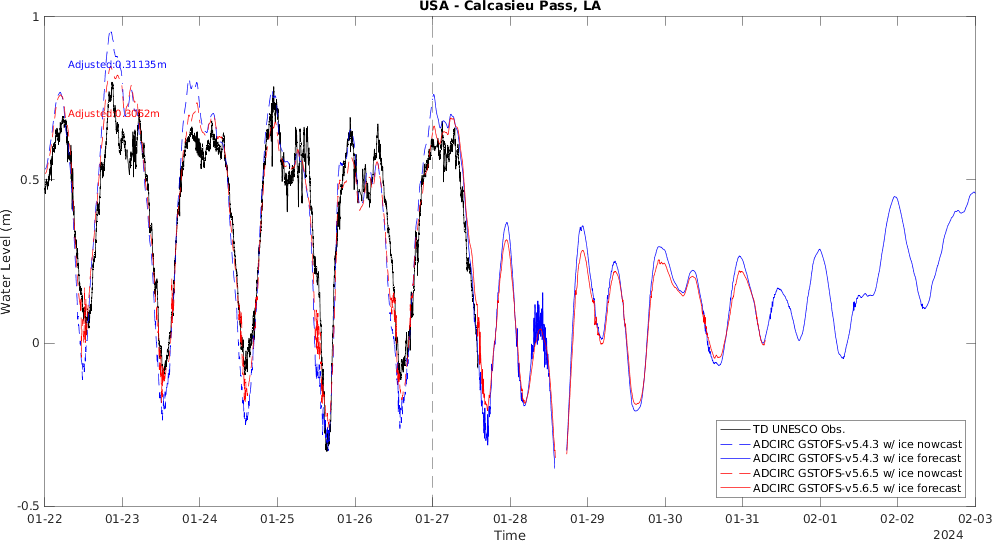 USA - Calcasieu Pass, LA
1
Adjusted:0.31135m
Adjusted:0.3062m
0.5
Water Level (m)
0
-0.5
TD UNESCO Obs.
ADCIRC GSTOFS-v5.4.3 w/ ice nowcast
ADCIRC GSTOFS-v5.4.3 w/ ice forecast
ADCIRC GSTOFS-v5.6.5 w/ ice nowcast
ADCIRC GSTOFS-v5.6.5 w/ ice forecast
01-22 01-23 01-24 01-25 01-26 01-27 01-28 01-29 01-30 01-31 02-01 02-02 02-03
Time
2024